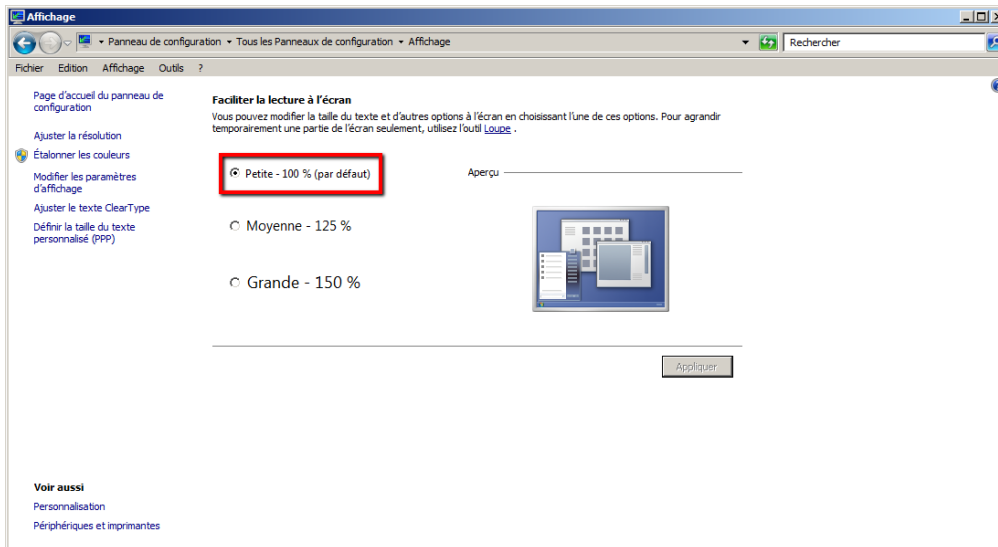 Affichage
Panneau de configuration Tous les Panneaux de configuration Affichage
Rechercher
Fichier Edition Affichage Outils ?
Page d'accueil du panneau de
configuration
Ajuster la résolution
Étalonner les couleurs
Modifier les paramètres
d'affichage
Ajuster le texte ClearType
Définir la taille du texte
personnalisé (PPP)
Faciliter la lecture à l'écran
Vous pouvez modifier la taille du texte et d'autres options à l'écran en choisissant l'une de ces options. Pour agrandir
temporairement une partie de l'écran seulement, utilisez l'outil Loupe .
Petite - 100 % (par défaut)
Aperçu
Moyenne - 125 %
Grande - 150 %
Appliquer
Voir aussi
Personnalisation
Périphériques et imprimantes